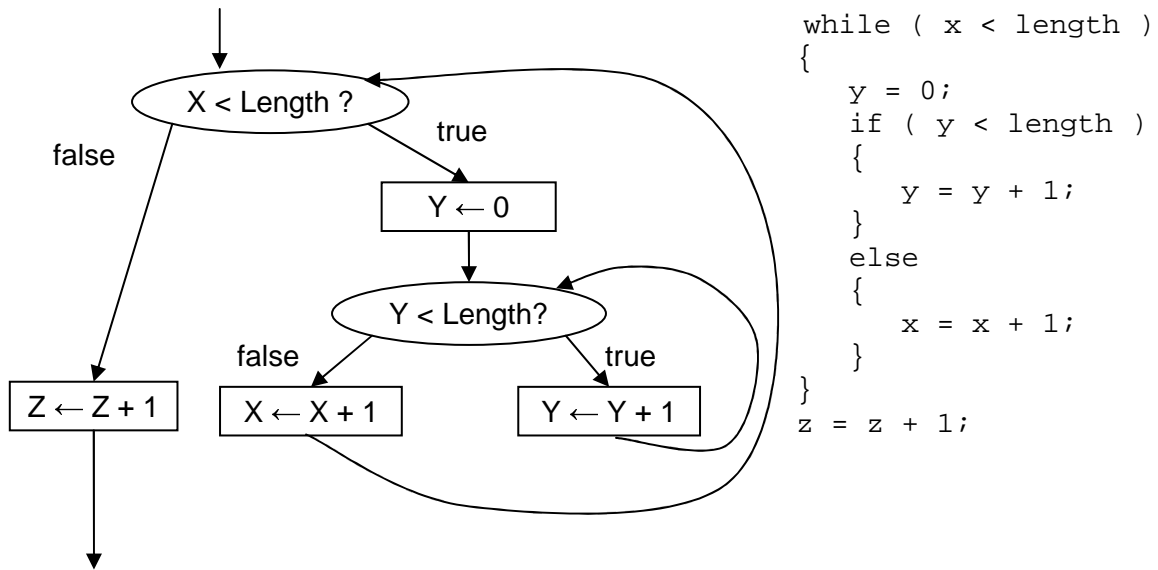 X < Length ?
true
false
Y ← 0
Y < Length?
false
true
Z ← Z + 1
X ← X + 1
Y ← Y + 1
while ( x < length )
{
y = 0;
if ( y < length )
{
y = y + 1;
}
else
{
x = x + 1;
}
}
z = z + 1;